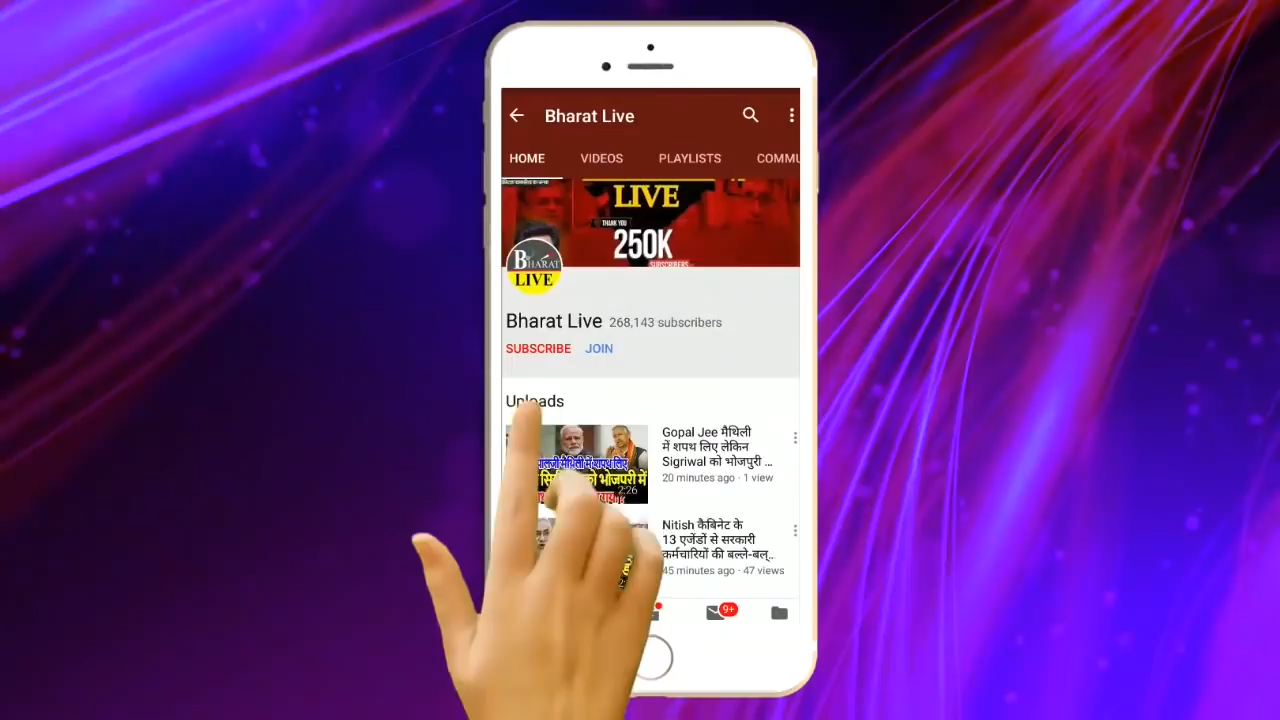 Bharat Live
HOME VIDEOS PLAYLISTS COMMU
LIVE
THANK YOU
250K
SUBSCRIBERS
BHARAT
LIVE
Bharat Live 268,143 subscribers
SUBSCRIBE JOIN
Uploads
मैथिली में शपथ लिए
को भोजपुरी में
2:26
Gopal Jee मैथिली
में शपथ लिए लेकिन
Sigriwal को भोजपुरी ...
20 minutes ago · 1 view
Nitish कैबिनेट के
13 एजेंडों से सरकारी
कर्मचारियों की बल्ले-बल्..
45 minutes ago · 47 views
9+